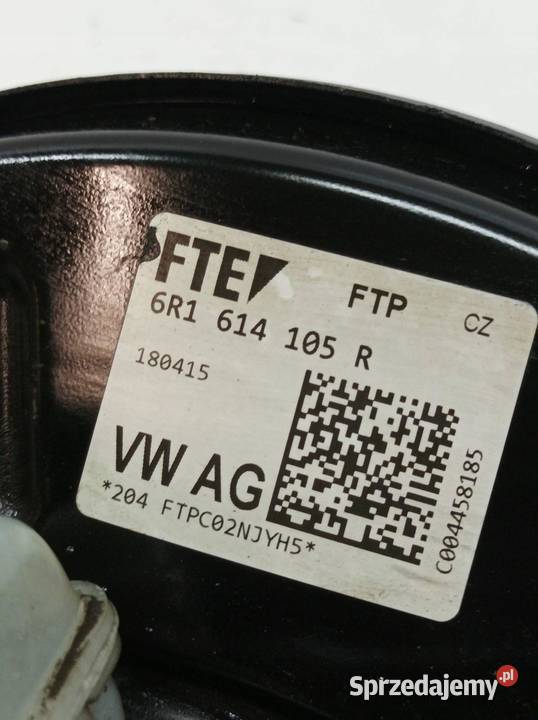 FTE FTP CZ
6R1 614 105 R
180415
VW AG
*204 FTPC02NJYH5*
C004458185
Sprzedajemy.pl